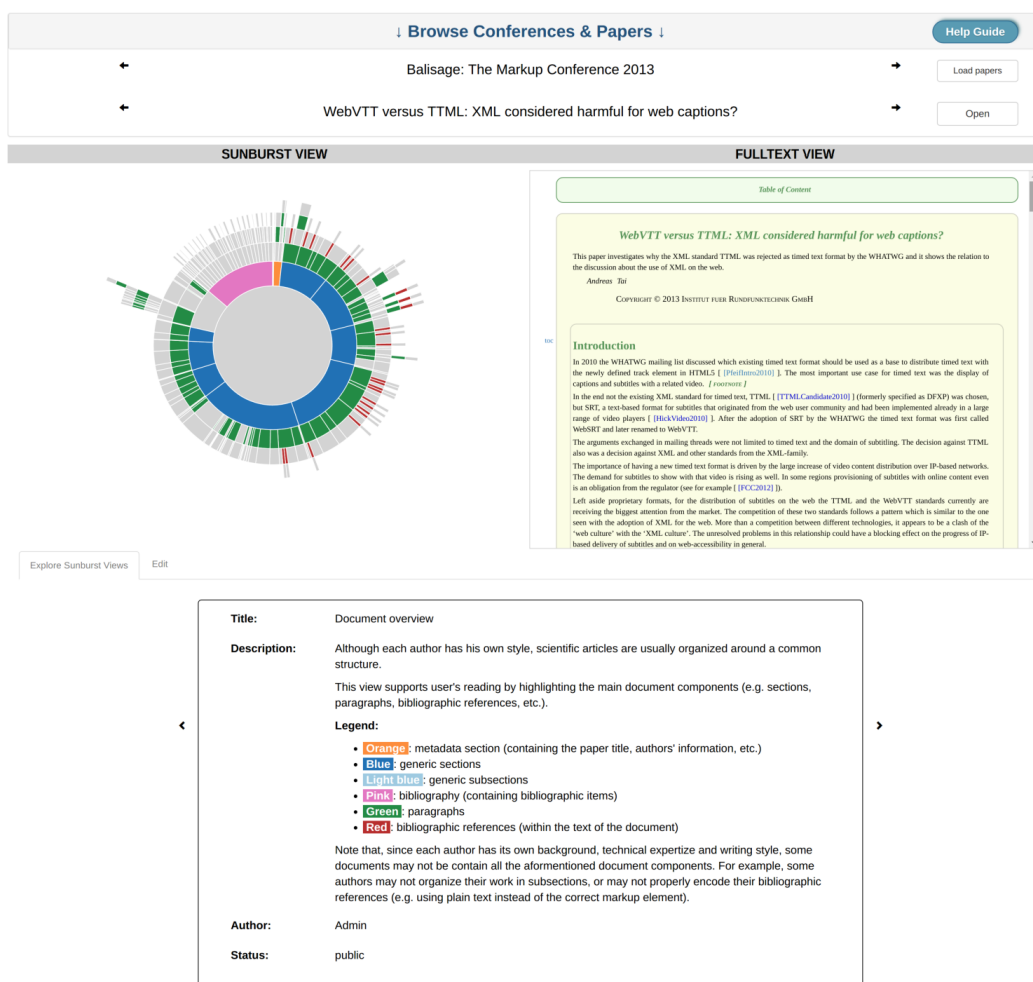 ↓ Browse Conferences & Papers ↓
Help Guide
Balisage: The Markup Conference 2013
Load papers
WebVTT versus TTML: XML considered harmful for web captions?
Open
SUNBURST VIEW
FULLTEXT VIEW
Table of Content
WebVTT versus TTML: XML considered harmful for web captions?
This paper investigates why the XML standard TTML was rejected as timed text format by the WHATWG and it shows the relation to
the discussion about the use of XML on the web.
Andreas Tai
Copyright © 2013 Institut fuer Rundfunktechnik GmbH
toc
Introduction
In 2010 the WHATWG mailing list discussed which existing timed text format should be used as a base to distribute timed text with
the newly defined track element in HTML5 [ [PfeifIntro2010] ]. The most important use case for timed text was the display of
captions and subtitles with a related video. [ FOOTNOTE ]
In the end not the existing XML standard for timed text, TTML [ [TTMLCandidate2010] ] (formerly specified as DFXP) was chosen,
but SRT, a text-based format for subtitles that originated from the web user community and had been implemented already in a large
range of video players [ [HickVideo2010] ]. After the adoption of SRT by the WHATWG the timed text format was first called
WebSRT and later renamed to WebVTT.
The arguments exchanged in mailing threads were not limited to timed text and the domain of subtitling. The decision against TTML
also was a decision against XML and other standards from the XML-family.
The importance of having a new timed text format is driven by the large increase of video content distribution over IP-based networks.
The demand for subtitles to show with that video is rising as well. In some regions provisioning of subtitles with online content even
is an obligation from the regulator (see for example [ [FCC2012] ]).
Left aside proprietary formats, for the distribution of subtitles on the web the TTML and the WebVTT standards currently are
receiving the biggest attention from the market. The competition of these two standards follows a pattern which is similar to the one
seen with the adoption of XML for the web. More than a competition between different technologies, it appears to be a clash of the
‘web culture’ with the ‘XML culture’. The unresolved problems in this relationship could have a blocking effect on the progress of IP-
based delivery of subtitles and on web-accessibility in general.
Explore Sunburst Views
Edit
Title: Document overview
Description: Although each author has his own style, scientific articles are usually organized around a common
structure.
This view supports user's reading by highlighting the main document components (e.g. sections,
paragraphs, bibliographic references, etc.).
Legend:
• Orange : metadata section (containing the paper title, authors' information, etc.)
• Blue : generic sections
• Light blue : generic subsections
• Pink : bibliography (containing bibliographic items)
• Green : paragraphs
• Red : bibliographic references (within the text of the document)
Note that, since each author has its own background, technical expertize and writing style, some
documents may not be contain all the aformentioned document components. For example, some
authors may not organize their work in subsections, or may not properly encode their bibliographic
references (e.g. using plain text instead of the correct markup element).
Author: Admin
Status: public